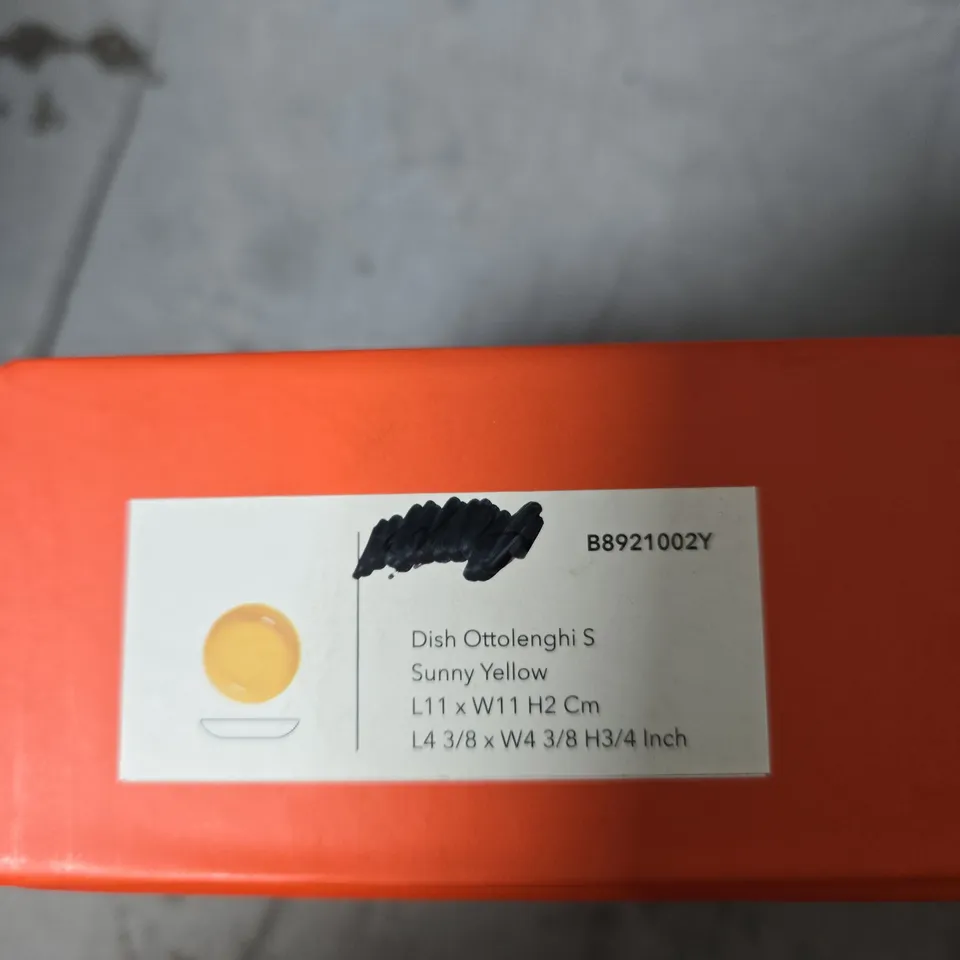 B8921002Y
Dish Ottolenghi S
Sunny Yellow
L11 x W11 H2 Cm
L4 3/8 x W4 3/8 H3/4 Inch